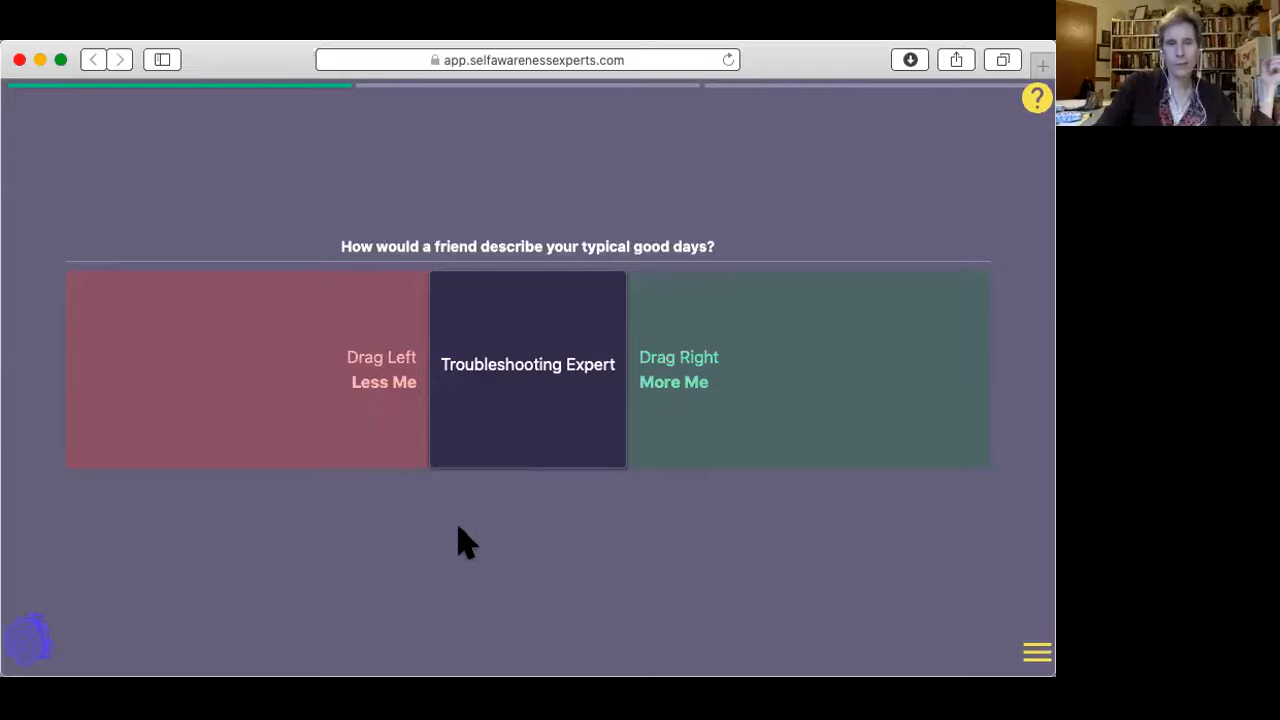 app.selfawarenessexperts.com
?
How would a friend describe your typical good days?
Drag Left
Less Me
Troubleshooting Expert
Drag Right
More Me